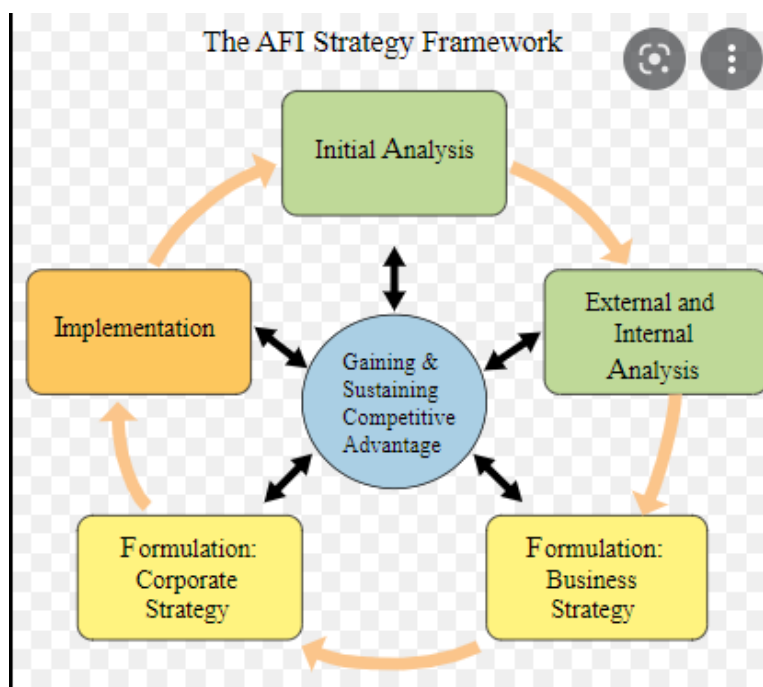 The AFI Strategy Framework
Initial Analysis
Implementation
External and
Internal
Analysis
Gaining &
Sustaining
Competitive
Advantage
Formulation:
Corporate
Strategy
Formulation:
Business
Strategy